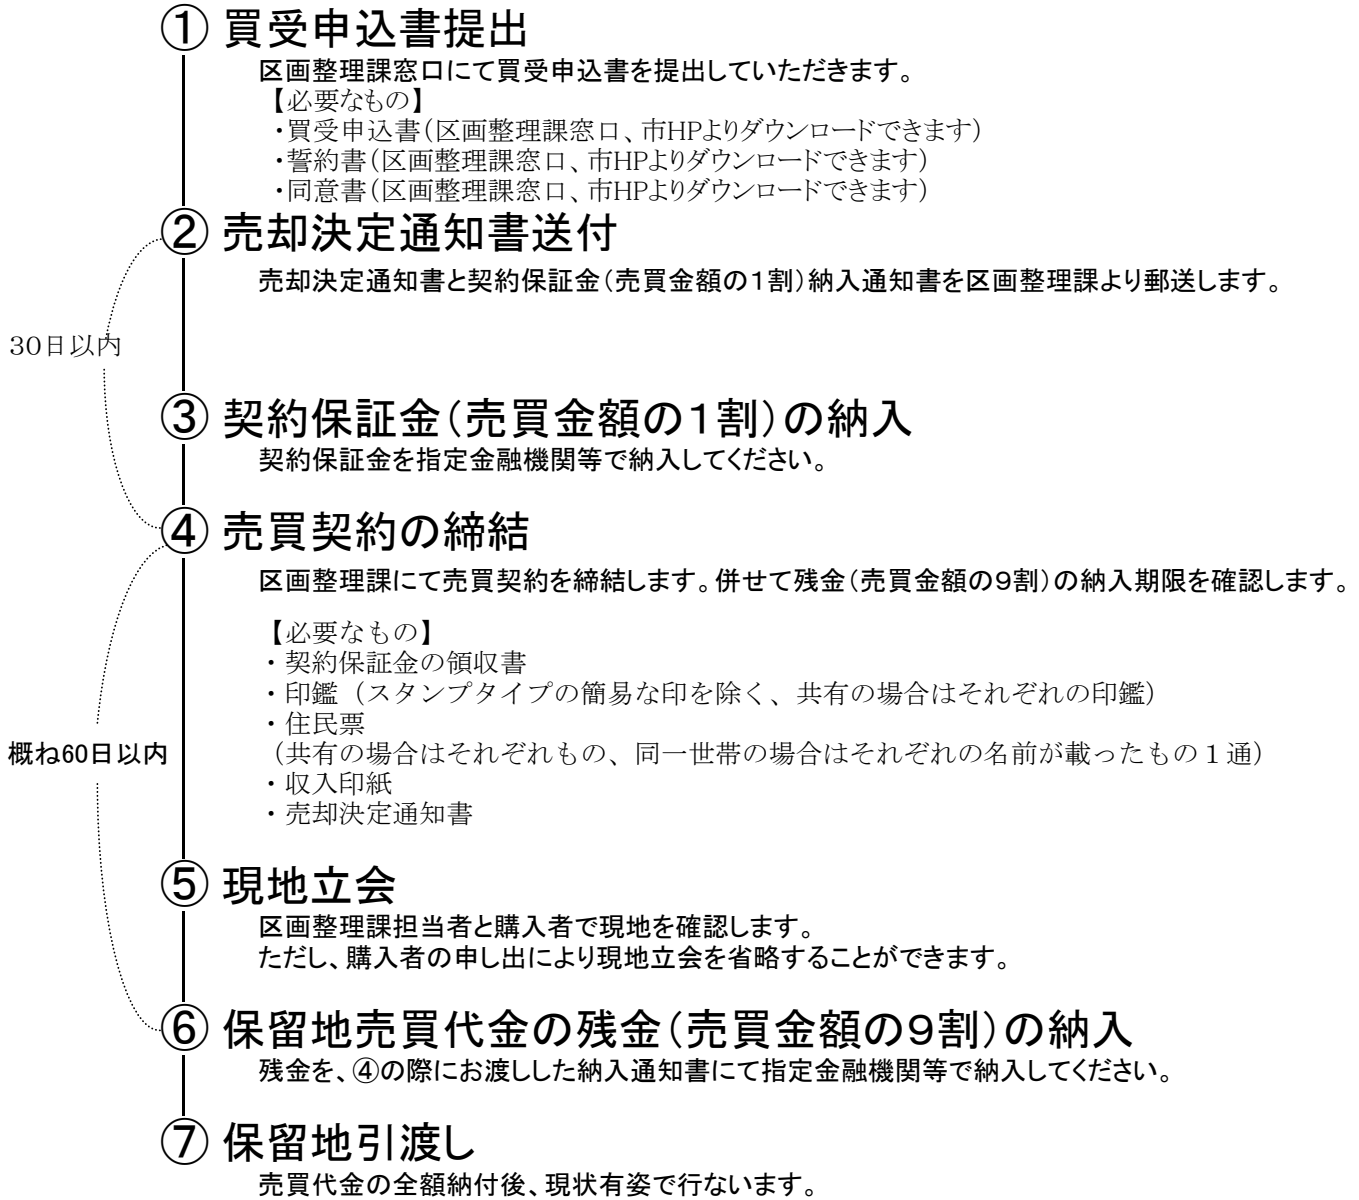 ① 買受申込書提出
区画整理課窓口にて買受申込書を提出していただきます。
【必要なもの】
・買受申込書(区画整理課窓口、市HPよりダウンロードできます)
・誓約書(区画整理課窓口、市HPよりダウンロードできます)
・同意書(区画整理課窓口、市HPよりダウンロードできます)
② 売却決定通知書送付
売却決定通知書と契約保証金(売買金額の1割)納入通知書を区画整理課より郵送します。
30日以内
③ 契約保証金(売買金額の1割)の納入
契約保証金を指定金融機関等で納入してください。
④ 売買契約の締結
区画整理課にて売買契約を締結します。併せて残金(売買金額の9割)の納入期限を確認します。
【必要なもの】
・契約保証金の領収書
・印鑑(スタンプタイプの簡易な印を除く、共有の場合はそれぞれの印鑑)
・住民票
(共有の場合はそれぞれもの、同一世帯の場合はそれぞれの名前が載ったもの1通)
・収入印紙
・売却決定通知書
概ね60日以内
⑤ 現地立会
区画整理課担当者と購入者で現地を確認します。
ただし、購入者の申し出により現地立会を省略することができます。
⑥ 保留地売買代金の残金(売買金額の9割)の納入
残金を、④の際にお渡しした納入通知書にて指定金融機関等で納入してください。
⑦ 保留地引渡し
売買代金の全額納付後、現状有姿で行ないます。